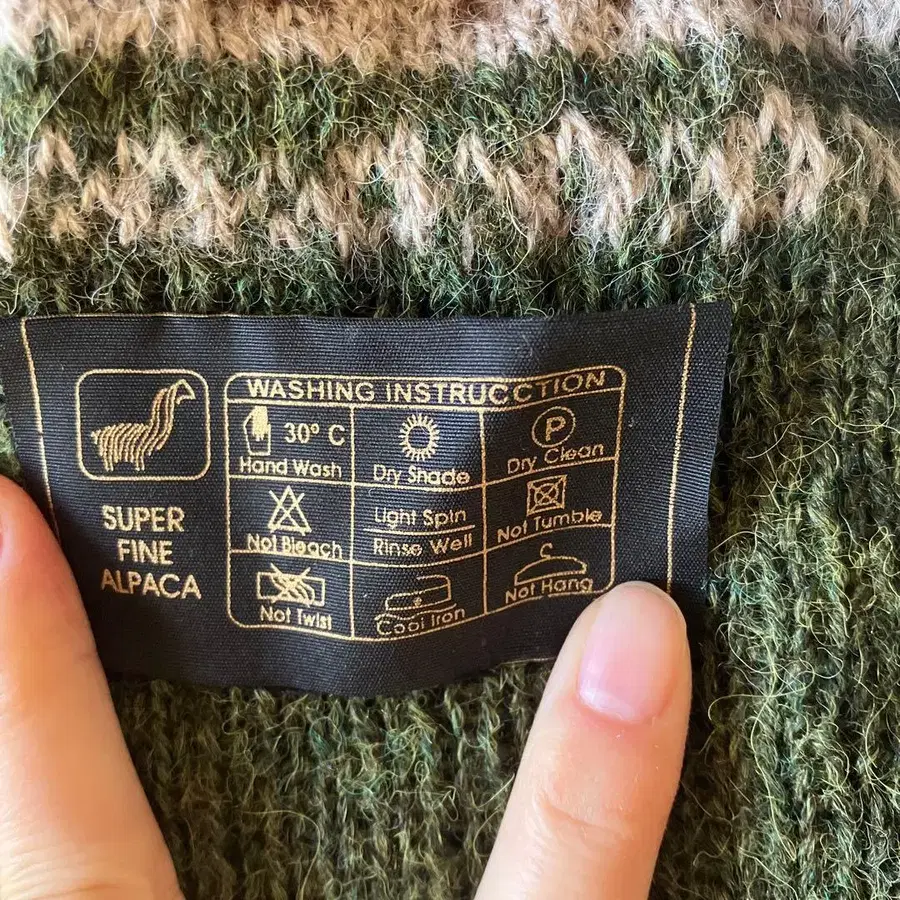 SUPER
FINE
ALPACA
WASHING INSTRUCCTION
30° C
Hand Wash
Dry Shade
P
Dry Clean
Not Bleach
Light Spin
Rinse Well
Not Tumble
Not Twist
Cool Iron
Not Hang